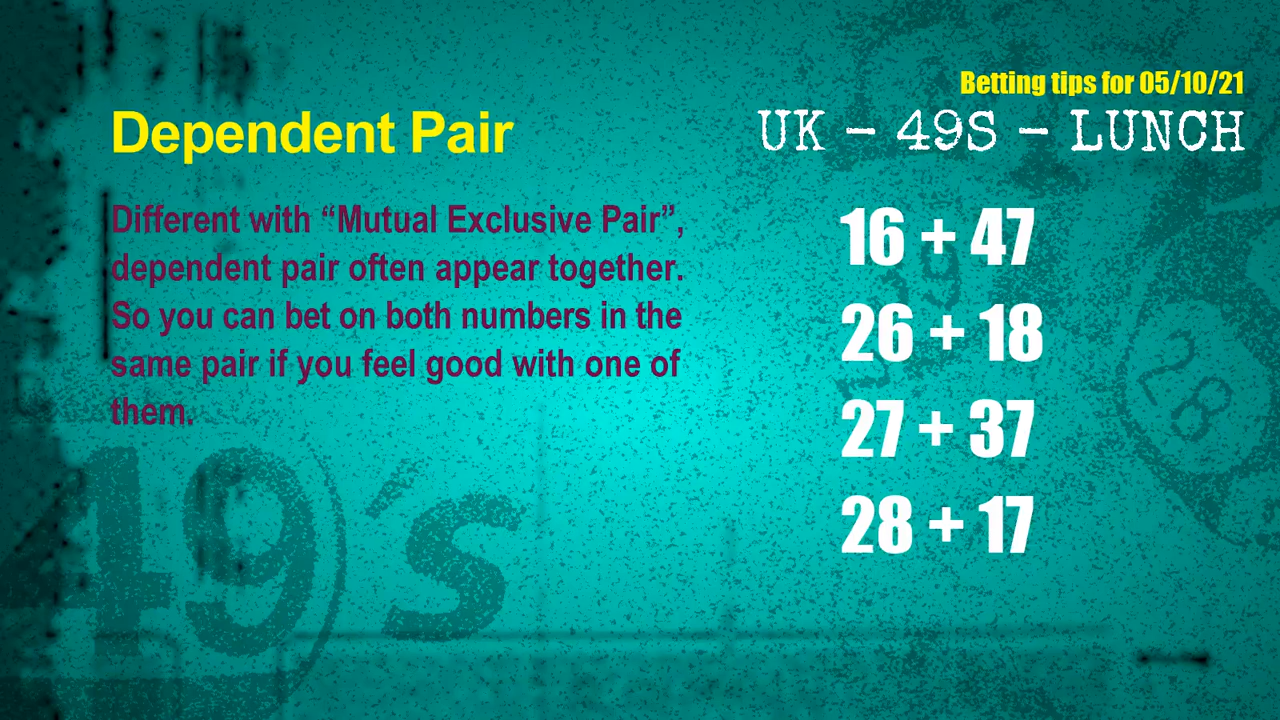 Betting tips for 05/10/21
UK - 49S - LUNCH
Dependent Pair
Different with “Mutual Exclusive Pair”,
dependent pair often appear together.
So you can bet on both numbers in the
same pair if you feel good with one of
them.
16 + 47
26 + 18
27 + 37
28 + 17
49's
28